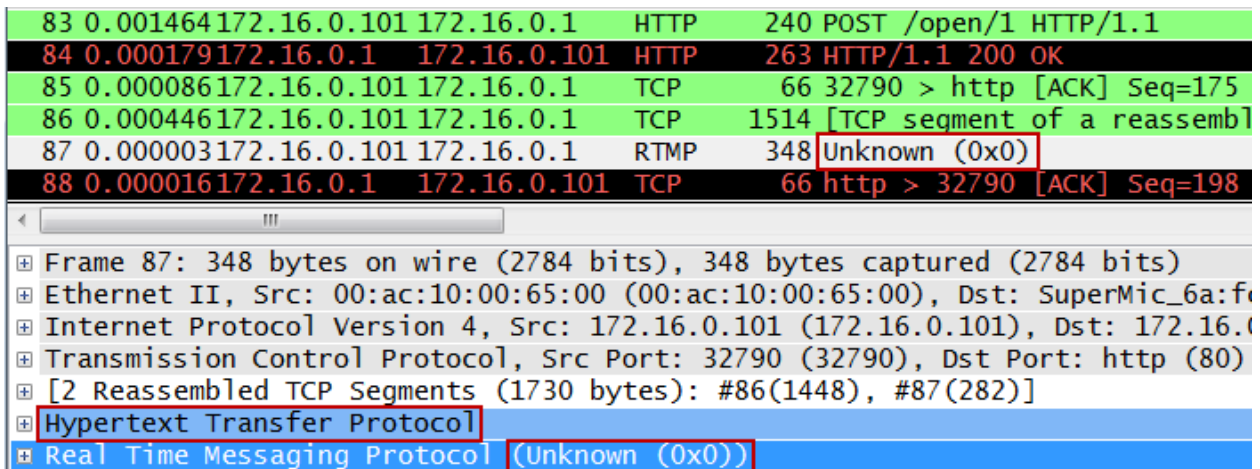 83 0.001464 172.16.0.101 172.16.0.1 HTTP 240 POST /open/1 HTTP/1.1
84 0.000179 172.16.0.1 172.16.0.101 HTTP 263 HTTP/1.1 200 OK
85 0.000086 172.16.0.101 172.16.0.1 TCP 66 32790 > http [ACK] Seq=175
86 0.000446 172.16.0.101 172.16.0.1 TCP 1514 [TCP segment of a reassembl
87 0.000003 172.16.0.101 172.16.0.1 RTMP 348 Unknown (0x0)
88 0.000016 172.16.0.1 172.16.0.101 TCP 66 http > 32790 [ACK] Seq=198
Frame 87: 348 bytes on wire (2784 bits), 348 bytes captured (2784 bits)
Ethernet II, Src: 00:ac:10:00:65:00 (00:ac:10:00:65:00), Dst: SuperMic_6a:f
Internet Protocol Version 4, Src: 172.16.0.101 (172.16.0.101), Dst: 172.16.
Transmission Control Protocol, Src Port: 32790 (32790), Dst Port: http (80)
[2 Reassembled TCP Segments (1730 bytes): #86(1448), #87(282)]
Hypertext Transfer Protocol
Real Time Messaging Protocol (Unknown (0x0))